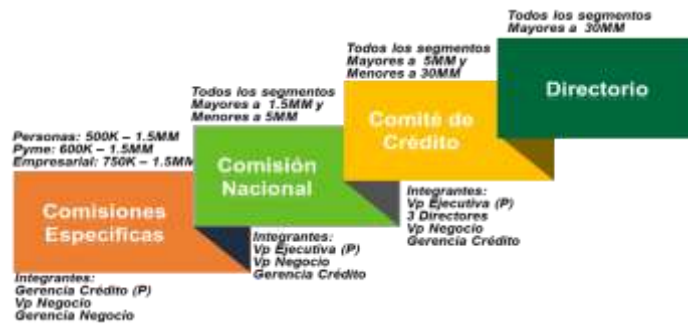 Todos los segmentos
Mayores a 30MM
Directorio
Todos los segmentos
Mayores a 5MM y
Menores a 30MM
Comité de
Crédito
Integrantes:
Vp Ejecutiva (P)
3 Directores
Vp Negocio
Gerencia Crédito
Todos los segmentos
Mayores a 1.5MM y
Menores a 5MM
Comisión
Nacional
Integrantes:
Vp Ejecutiva (P)
Vp Negocio
Gerencia Crédito
Personas: 500K – 1.5MM
Pyme: 600K – 1.5MM
Empresarial: 750K – 1.5MM
Comisiones
Especificas
Integrantes:
Gerencia Crédito (P)
Vp Negocio
Gerencia Negocio